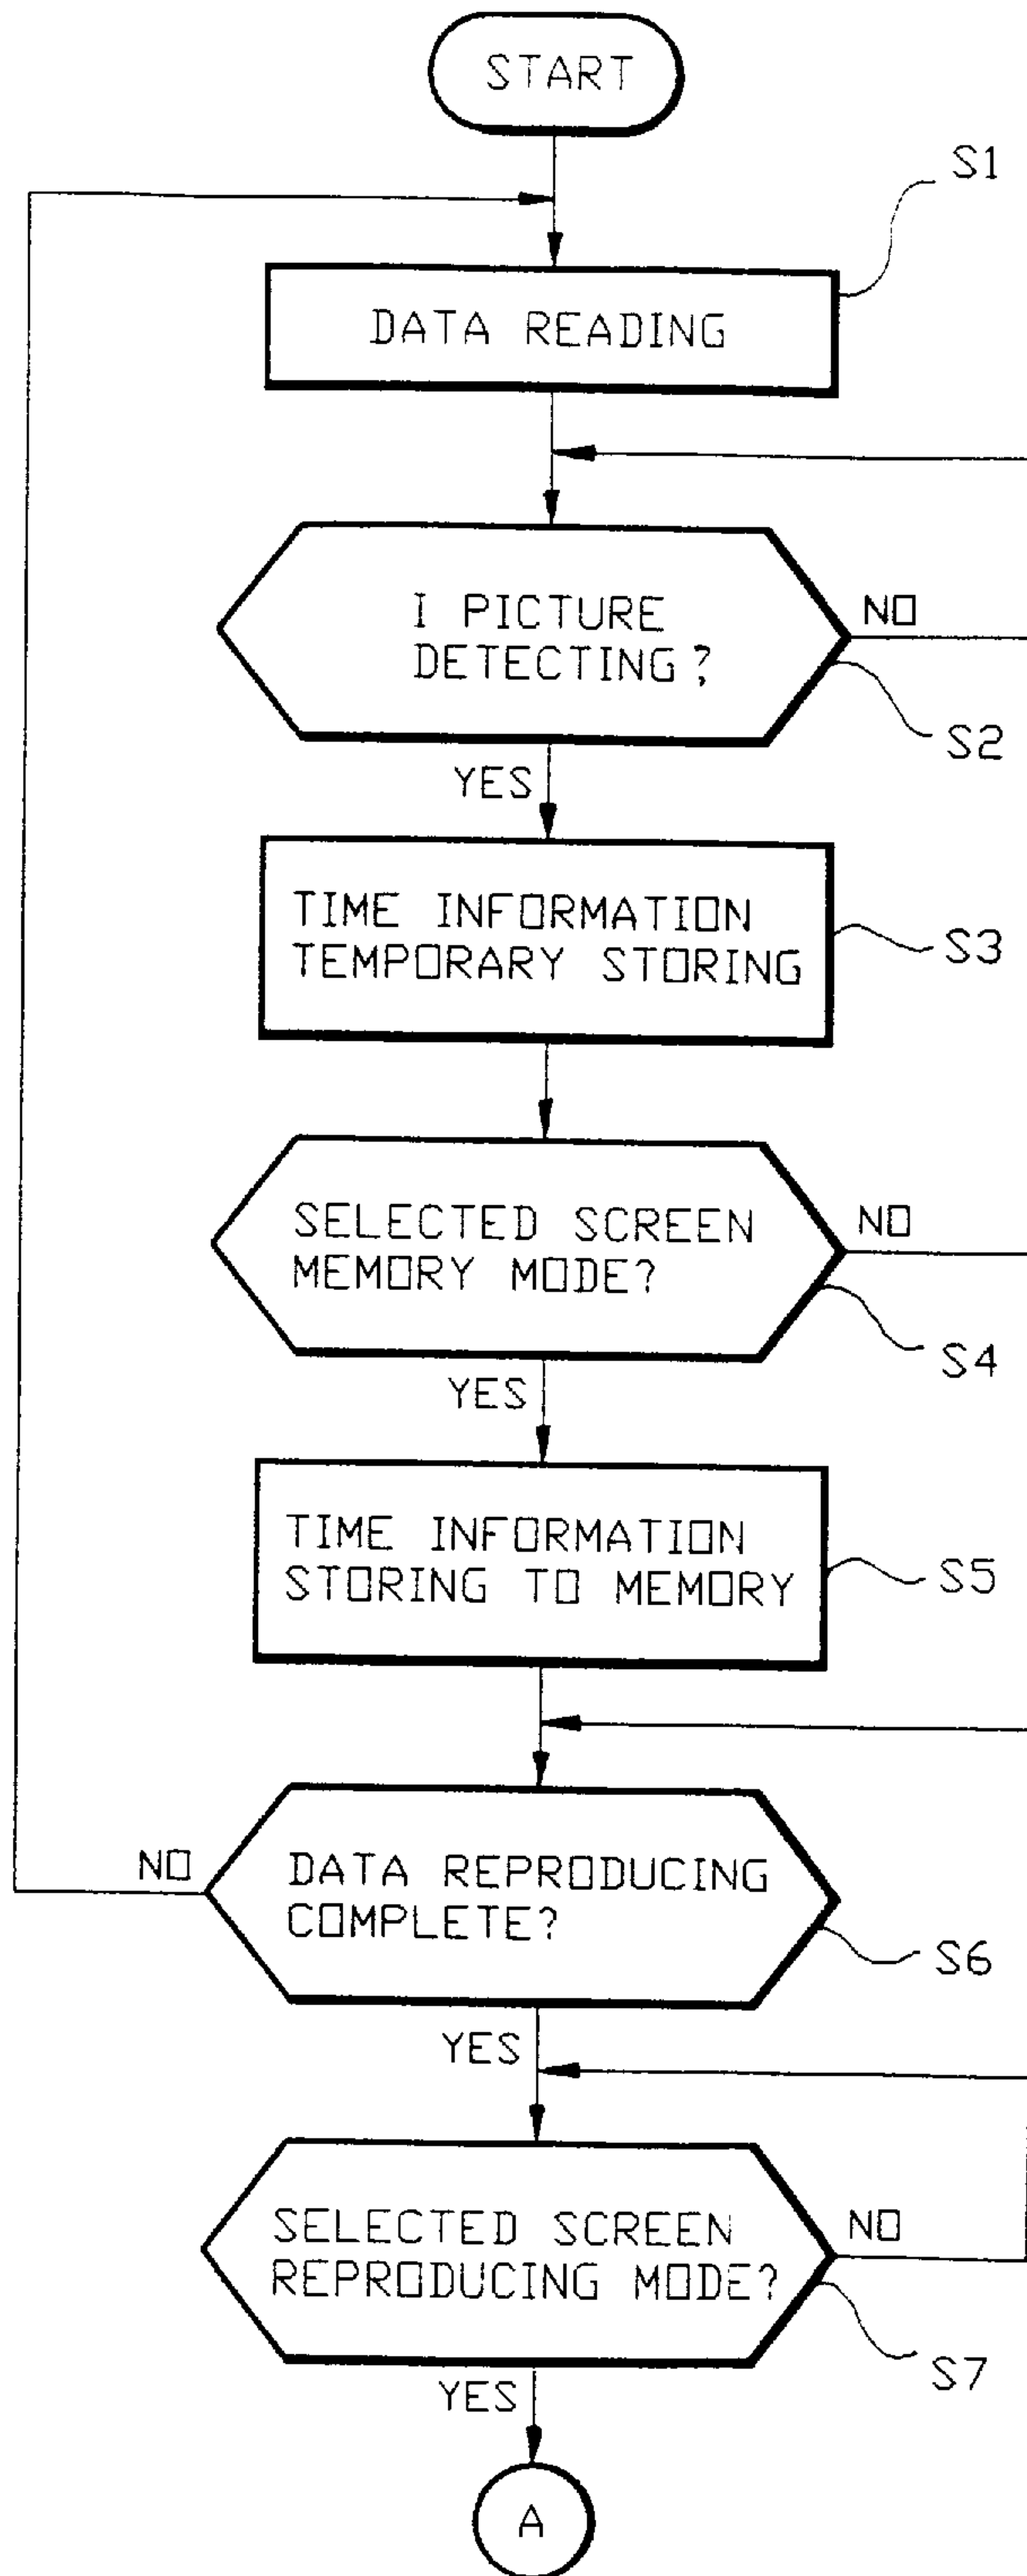 START
S1
DATA READING
I PICTURE
DETECTING?
NO
S2
YES
TIME INFORMATION
TEMPORARY STORING
S3
SELECTED SCREEN
MEMORY MODE?
NO
S4
YES
TIME INFORMATION
STORING TO MEMORY
S5
NO
DATA REPRODUCING
COMPLETE?
S6
YES
SELECTED SCREEN
REPRODUCING MODE?
NO
S7
YES
A